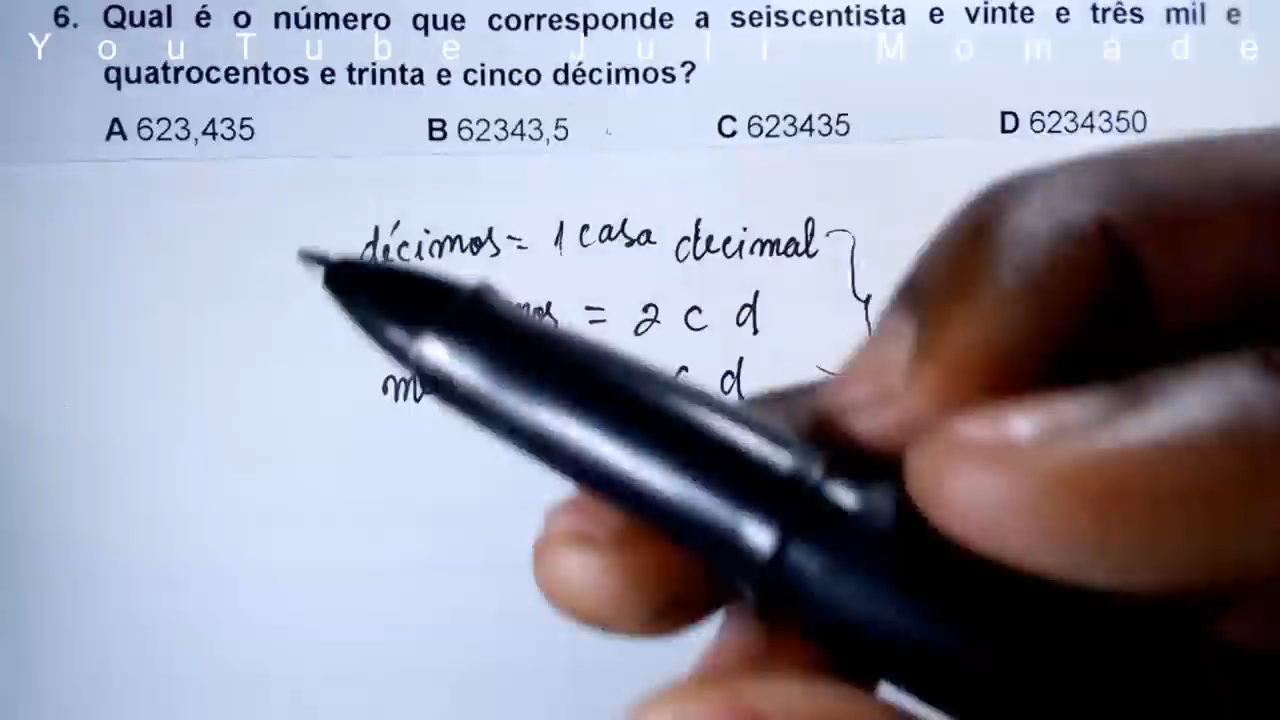 6. Qual é o número que corresponde a seiscentista e vinte e três mil e
YouTube Juli Momade
quatrocentos e trinta e cinco décimos?
A 623,435 B 62343,5 C 623435 D 6234350
décimos = 1 casa decimal
= 2 c d
c d